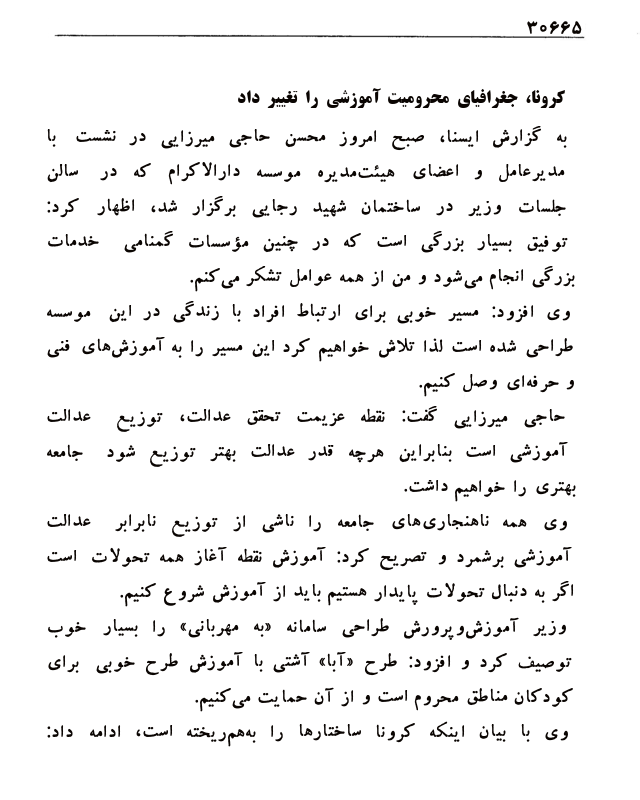 ۳۰۶۶۵
کرونا، جغرافیای محرومیت آموزشی را تغییر داد
به گزارش ایسنا، صبح امروز محسن حاجی میرزایی در نشست با
مدیرعامل و اعضای هیئت‌مدیره موسسه دارالاکرام که در سالن
جلسات وزیر در ساختمان شهید رجایی برگزار شد، اظهار کرد:
توفیق بسیار بزرگی است که در چنین مؤسسات گمنامی خدمات
بزرگی انجام می‌شود و من از همه عوامل تشکر می‌کنم.
وی افزود: مسیر خوبی برای ارتباط افراد با زندگی در این موسسه
طراحی شده است لذا تلاش خواهیم کرد این مسیر را به آموزش‌های فنی
و حرفه‌ای وصل کنیم.
حاجی میرزایی گفت: نقطه عزیمت تحقق عدالت، توزیع عدالت
آموزشی است بنابراین هرچه قدر عدالت بهتر توزیع شود جامعه
بهتری را خواهیم داشت.
وی همه ناهنجاری‌های جامعه را ناشی از توزیع نابرابر عدالت
آموزشی برشمرد و تصریح کرد: آموزش نقطه آغاز همه تحولات است
اگر به دنبال تحولات پایدار هستیم باید از آموزش شروع کنیم.
وزیر آموزش‌وپرورش طراحی سامانه «به مهربانی» را بسیار خوب
توصیف کرد و افزود: طرح «آبا» آشتی با آموزش طرح خوبی برای
کودکان مناطق محروم است و از آن حمایت می‌کنیم.
وی با بیان اینکه کرونا ساختارها را به‌هم‌ریخته است، ادامه داد: